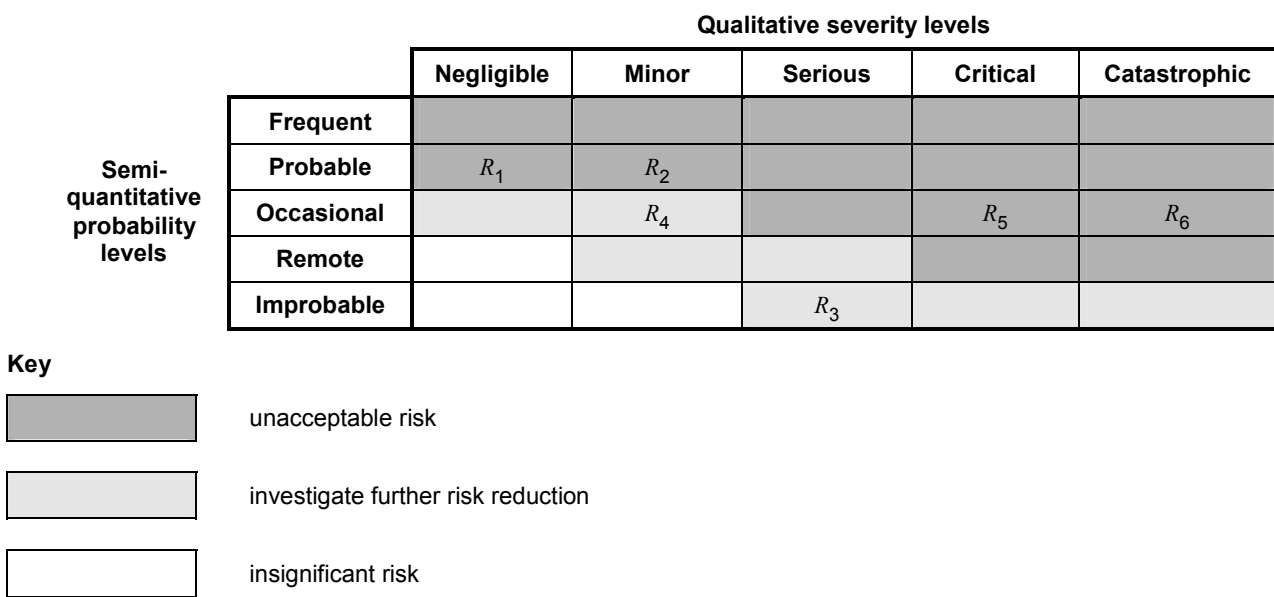 Qualitative severity levels
Negligible Minor Serious Critical Catastrophic
Frequent
Semi-
quantitative
probability
levels
Probable R1 R2
Occasional R4 R5 R6
Remote
Improbable R3
Key
unacceptable risk
investigate further risk reduction
insignificant risk